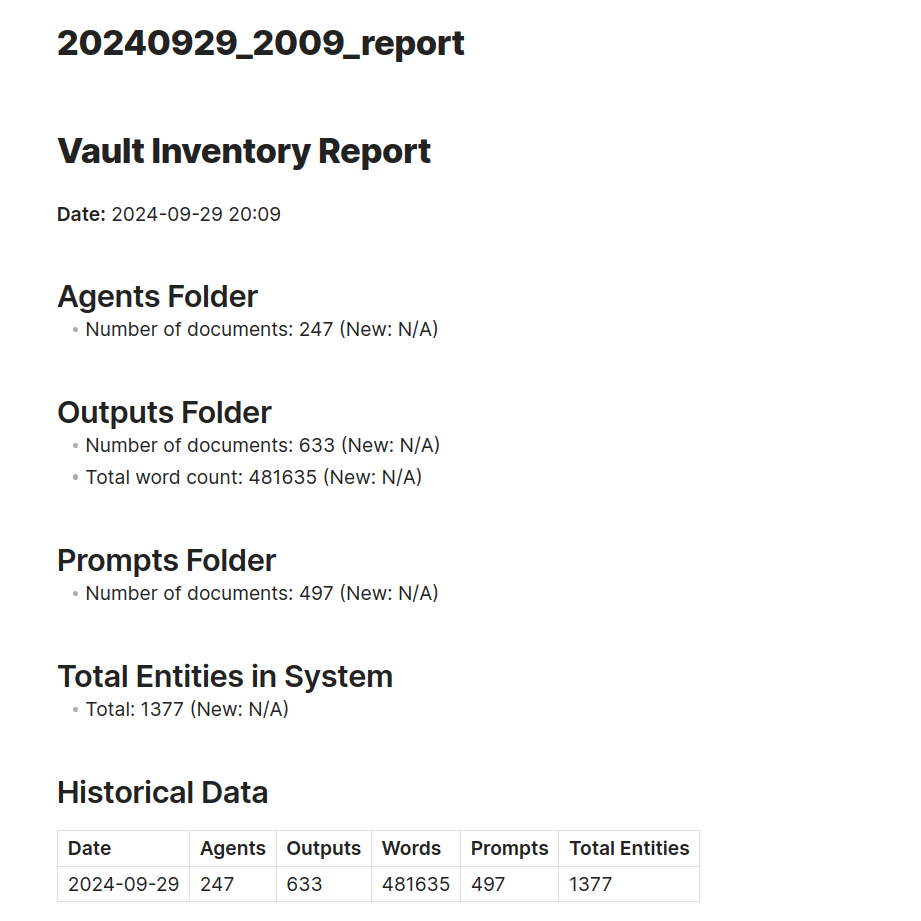 20240929_2009_report
Vault Inventory Report
Date: 2024-09-29 20:09
Agents Folder
Number of documents: 247 (New: N/A)
Outputs Folder
Number of documents: 633 (New: N/A)
Total word count: 481635 (New: N/A)
Prompts Folder
Number of documents: 497 (New: N/A)
Total Entities in System
Total: 1377 (New: N/A)
Historical Data
Date Agents Outputs Words Prompts Total Entities
2024-09-29 247 633 481635 497 1377